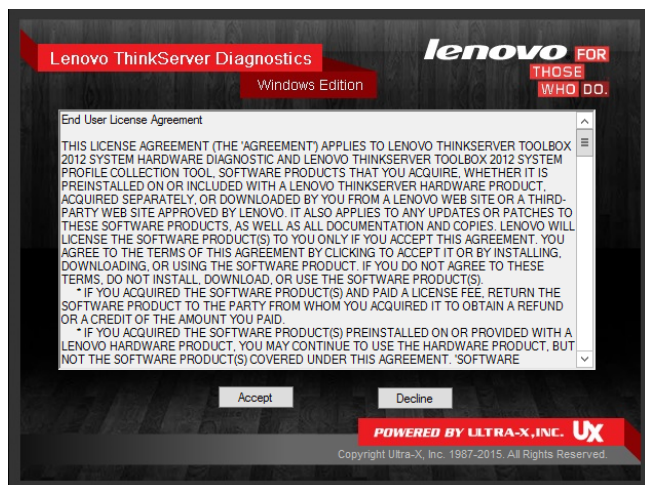 Lenovo ThinkServer Diagnostics
Windows Edition
lenovo FOR
THOSE
WHO DO.
End User License Agreement
THIS LICENSE AGREEMENT (THE 'AGREEMENT') APPLIES TO LENOVO THINKSERVER TOOLBOX
2012 SYSTEM HARDWARE DIAGNOSTIC AND LENOVO THINKSERVER TOOLBOX 2012 SYSTEM
PROFILE COLLECTION TOOL, SOFTWARE PRODUCTS THAT YOU ACQUIRE, WHETHER IT IS
PREINSTALLED ON OR INCLUDED WITH A LENOVO THINKSERVER HARDWARE PRODUCT,
ACQUIRED SEPARATELY, OR DOWNLOADED BY YOU FROM A LENOVO WEB SITE OR A THIRD-
PARTY WEB SITE APPROVED BY LENOVO. IT ALSO APPLIES TO ANY UPDATES OR PATCHES TO
THESE SOFTWARE PRODUCTS, AS WELL AS ALL DOCUMENTATION AND COPIES. LENOVO WILL
LICENSE THE SOFTWARE PRODUCT(S) TO YOU ONLY IF YOU ACCEPT THIS AGREEMENT. YOU
AGREE TO THE TERMS OF THIS AGREEMENT BY CLICKING TO ACCEPT IT OR BY INSTALLING,
DOWNLOADING, OR USING THE SOFTWARE PRODUCT. IF YOU DO NOT AGREE TO THESE
TERMS, DO NOT INSTALL, DOWNLOAD, OR USE THE SOFTWARE PRODUCT(S).
* IF YOU ACQUIRED THE SOFTWARE PRODUCT(S) AND PAID A LICENSE FEE, RETURN THE
SOFTWARE PRODUCT TO THE PARTY FROM WHOM YOU ACQUIRED IT TO OBTAIN A REFUND
OR A CREDIT OF THE AMOUNT YOU PAID.
* IF YOU ACQUIRED THE SOFTWARE PRODUCT(S) PREINSTALLED ON OR PROVIDED WITH A
LENOVO HARDWARE PRODUCT, YOU MAY CONTINUE TO USE THE HARDWARE PRODUCT, BUT
NOT THE SOFTWARE PRODUCT(S) COVERED UNDER THIS AGREEMENT. 'SOFTWARE
Accept Decline
POWERED BY ULTRA-X, INC. UX
Copyright Ultra-X, Inc. 1987-2015. All Rights Reserved.